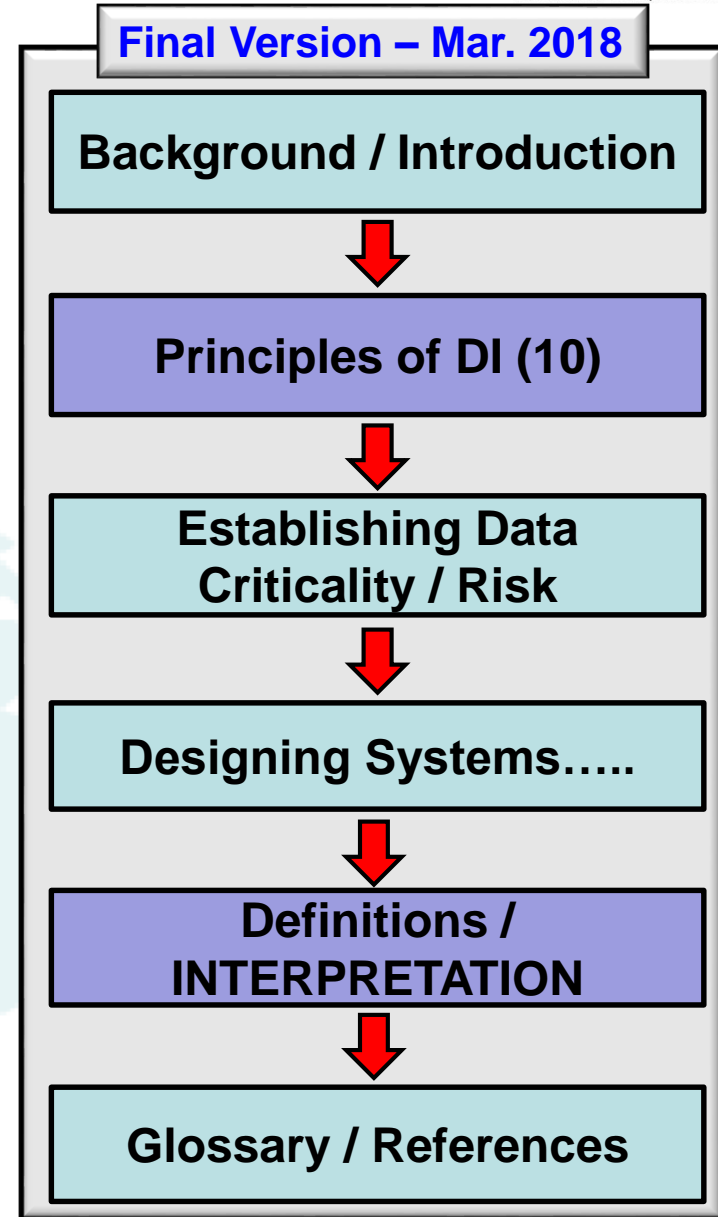 Final Version – Mar. 2018
Background / Introduction
Principles of DI (10)
Establishing Data
Criticality / Risk
Designing Systems…..
Definitions /
INTERPRETATION
Glossary / References